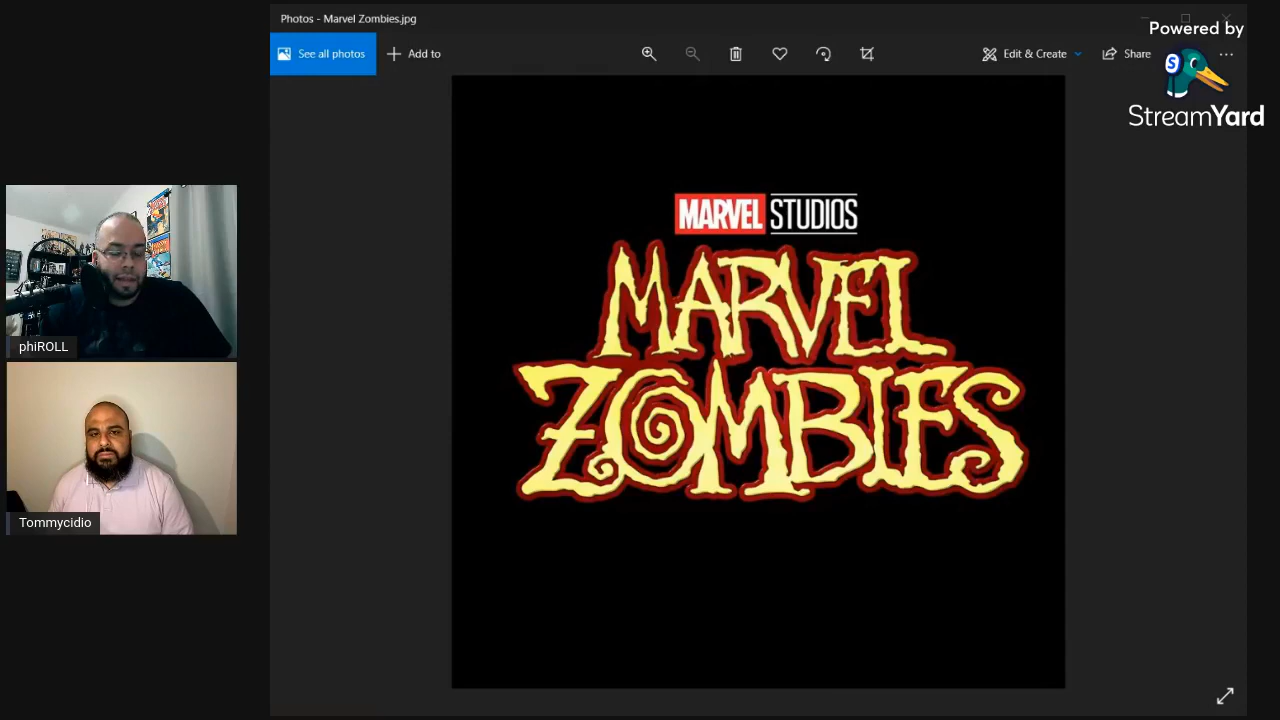 Photos - Marvel Zombies.jpg
See all photos
Add to
Edit & Create
Share
Powered by
StreamYard
MARVEL STUDIOS
MARVEL
ZOMBIES
phiROLL
Tommycidio